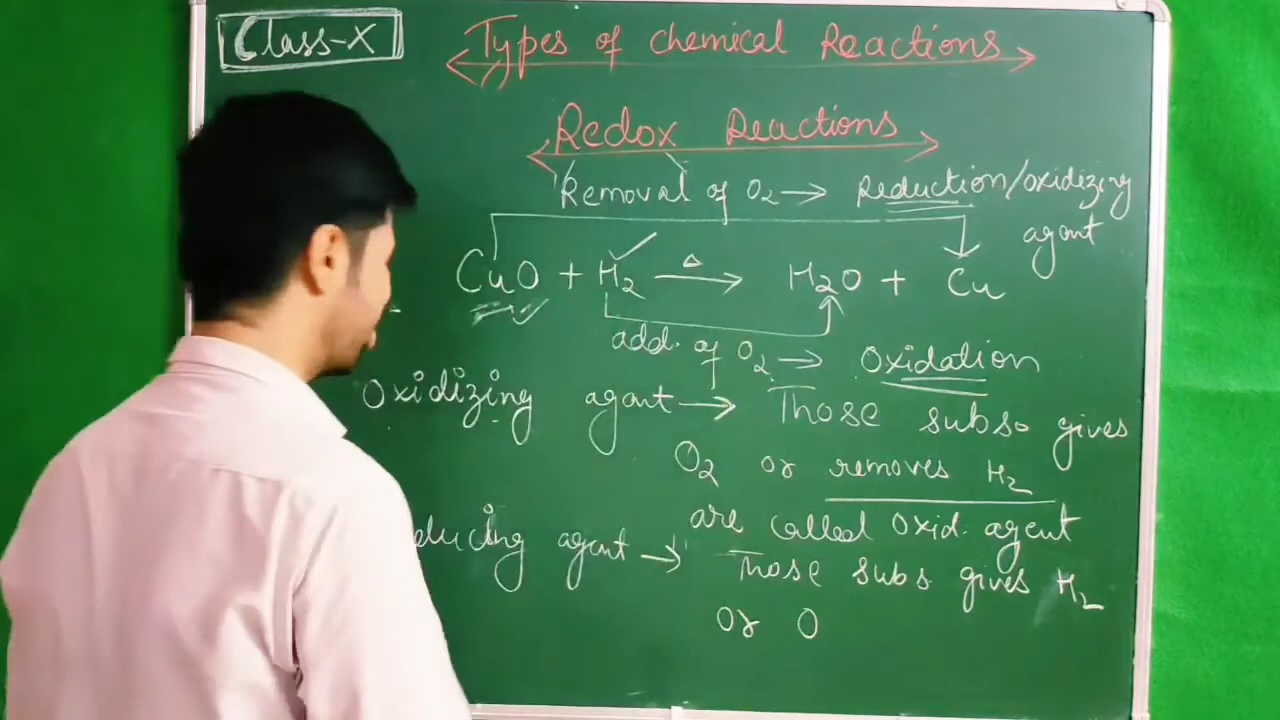 Class-X
Types of chemical Reactions
Redox Reactions
Removal of O₂ → Reduction/oxidizing
agent
CuO + H₂ —Δ→ H₂O + Cu
add. of O₂ → Oxidation
Oxidizing agent → Those subs. gives
O₂ or removes H₂
are called Oxid. agent
ducing agent → Those subs. gives H₂
or O